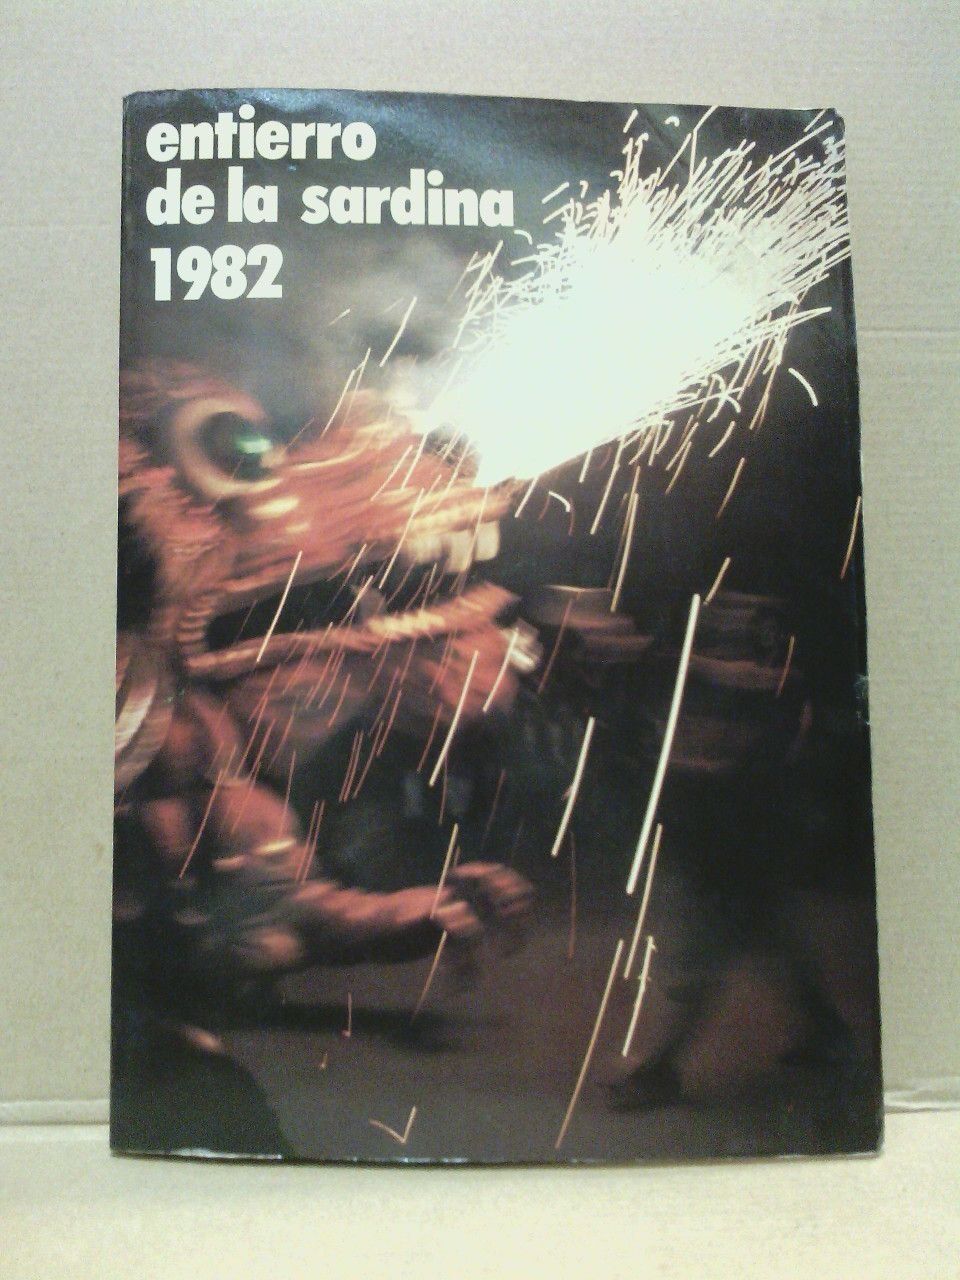 entierro
de la sardina
1982